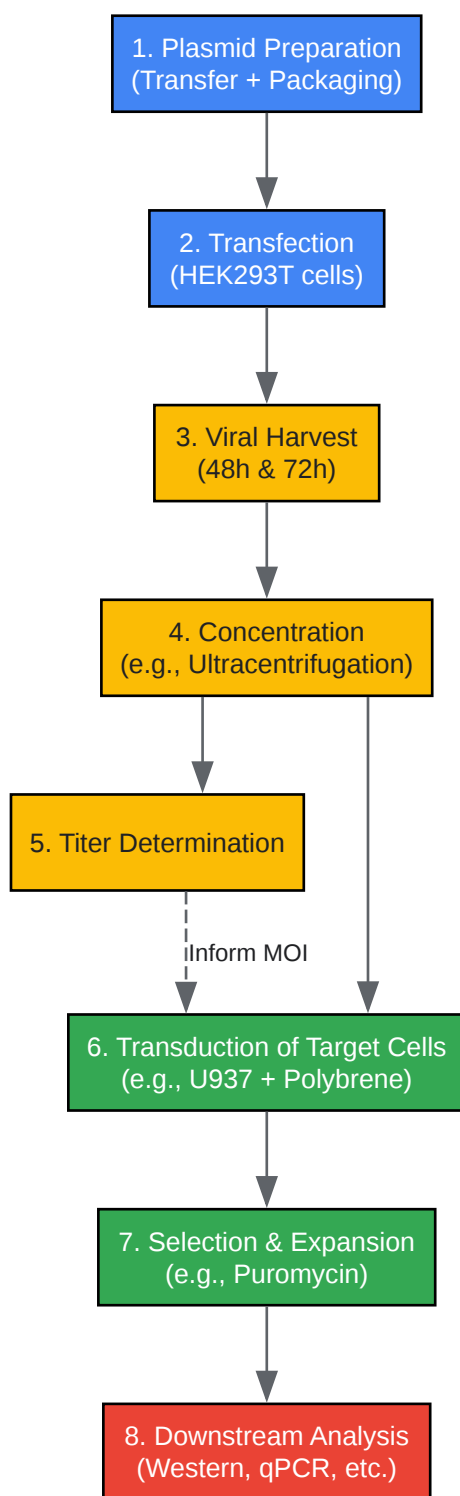 1. Plasmid Preparation
(Transfer + Packaging)
2. Transfection
(HEK293T cells)
3. Viral Harvest
(48h & 72h)
4. Concentration
(e.g., Ultracentrifugation)
5. Titer Determination
Inform MOI
6. Transduction of Target Cells
(e.g., U937 + Polybrene)
7. Selection & Expansion
(e.g., Puromycin)
8. Downstream Analysis
(Western, qPCR, etc.)